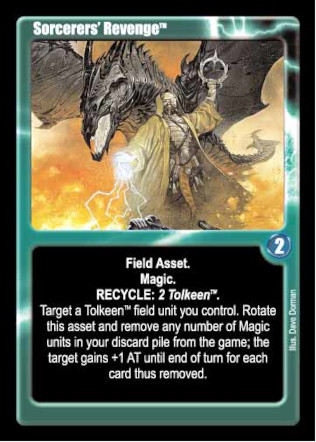 Sorcerers' Revenge™
2
Field Asset.
Magic.
RECYCLE: 2 Tolkeen™.
Target a Tolkeen™ field unit you control. Rotate
this asset and remove any number of Magic
units in your discard pile from the game; the
target gains +1 AT until end of turn for each
card thus removed.
Illus. Dave Dorman